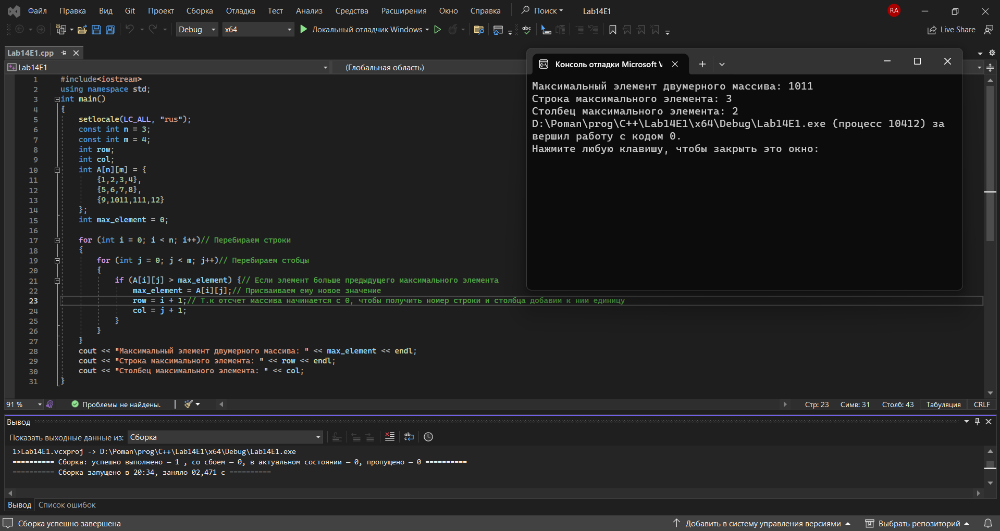 Файл Правка Вид Git Проект Сборка Отладка Тест Анализ Средства Расширения Окно Справка Поиск Lab14E1 RA
Debug x64 Локальный отладчик Windows Live Share
Lab14E1.cpp
Lab14E1 (Глобальная область)
1 #include<iostream>
2 using namespace std;
3 int main()
4 {
5 setlocale(LC_ALL, "rus");
6 const int n = 3;
7 const int m = 4;
8 int row;
9 int col;
10 int A[n][m] = {
11 {1,2,3,4},
12 {5,6,7,8},
13 {9,1011,111,12}
14 };
15 int max_element = 0;
16
17 for (int i = 0; i < n; i++)// Перебираем строки
18 {
19 for (int j = 0; j < m; j++)// Перебираем стобцы
20 {
21 if (A[i][j] > max_element) {// Если элемент больше предыдущего максимального элемента
22 max_element = A[i][j];// Присваиваем ему новое значение
23 row = i + 1;// Т.к отсчет массива начинается с 0, чтобы получить номер строки и столбца добавим к ним единицу
24 col = j + 1;
25 }
26 }
27 }
28 cout << "Максимальный элемент двумерного массива: " << max_element << endl;
29 cout << "Строка максимального элемента: " << row << endl;
30 cout << "Столбец максимального элемента: " << col;
31 }
Консоль отладки Microsoft V
Максимальный элемент двумерного массива: 1011
Строка максимального элемента: 3
Столбец максимального элемента: 2
D:\Poman\prog\C++\Lab14E1\x64\Debug\Lab14E1.exe (процесс 10412) за
вершил работу с кодом 0.
Нажмите любую клавишу, чтобы закрыть это окно:
91 % Проблемы не найдены. Стр: 23 Симв: 31 Столб: 43 Табуляция CRLF
Вывод
Показать выходные данные из: Сборка
1>Lab14E1.vcxproj -> D:\Poman\prog\C++\Lab14E1\x64\Debug\Lab14E1.exe
========== Сборка: успешно выполнено — 1 , со сбоем — 0, в актуальном состоянии — 0, пропущено — 0 ==========
========== Сборка запущено в 20:34, заняло 02,471 с ==========
Вывод Список ошибок
Сборка успешно завершена Добавить в систему управления версиями Выбрать репозиторий